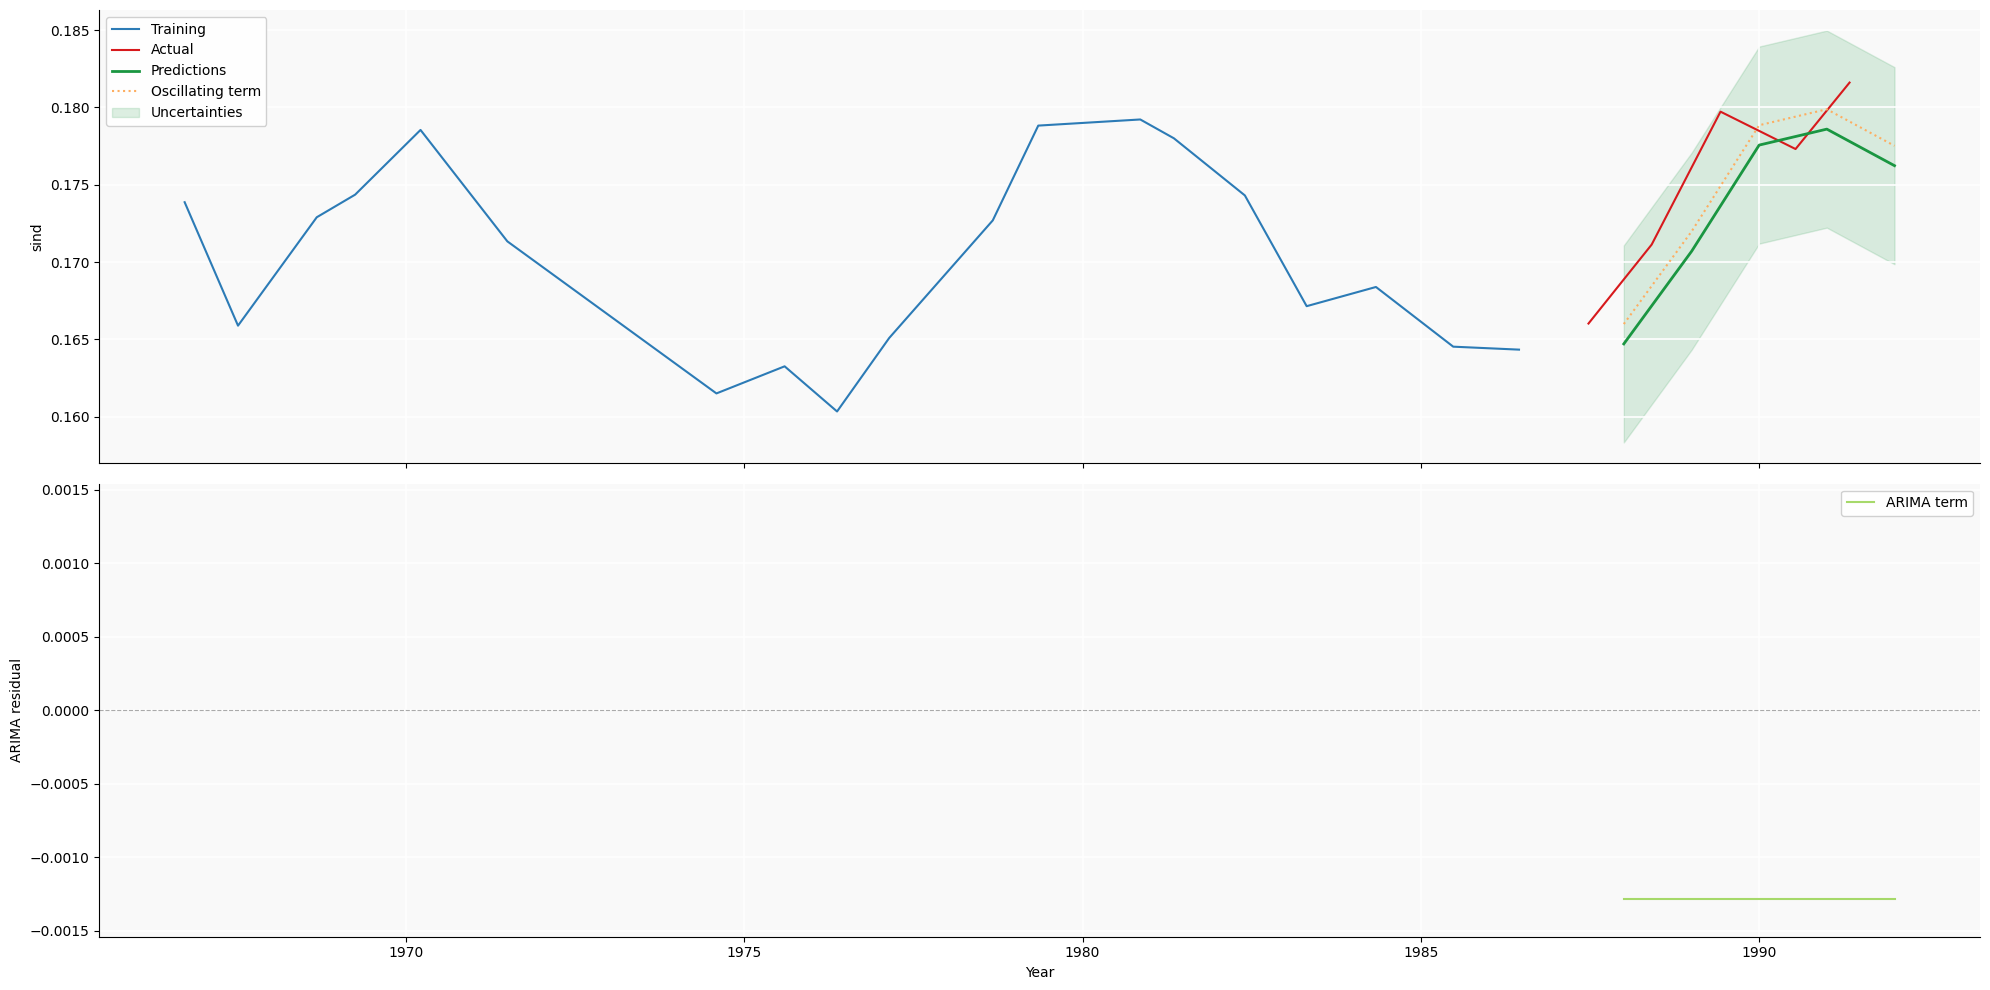 0.185
0.180
0.175
0.170
0.165
0.160
sind
Training
Actual
Predictions
Oscillating term
Uncertainties
0.0015
0.0010
0.0005
0.0000
−0.0005
−0.0010
−0.0015
ARIMA residual
ARIMA term
1970 1975 1980 1985 1990
Year